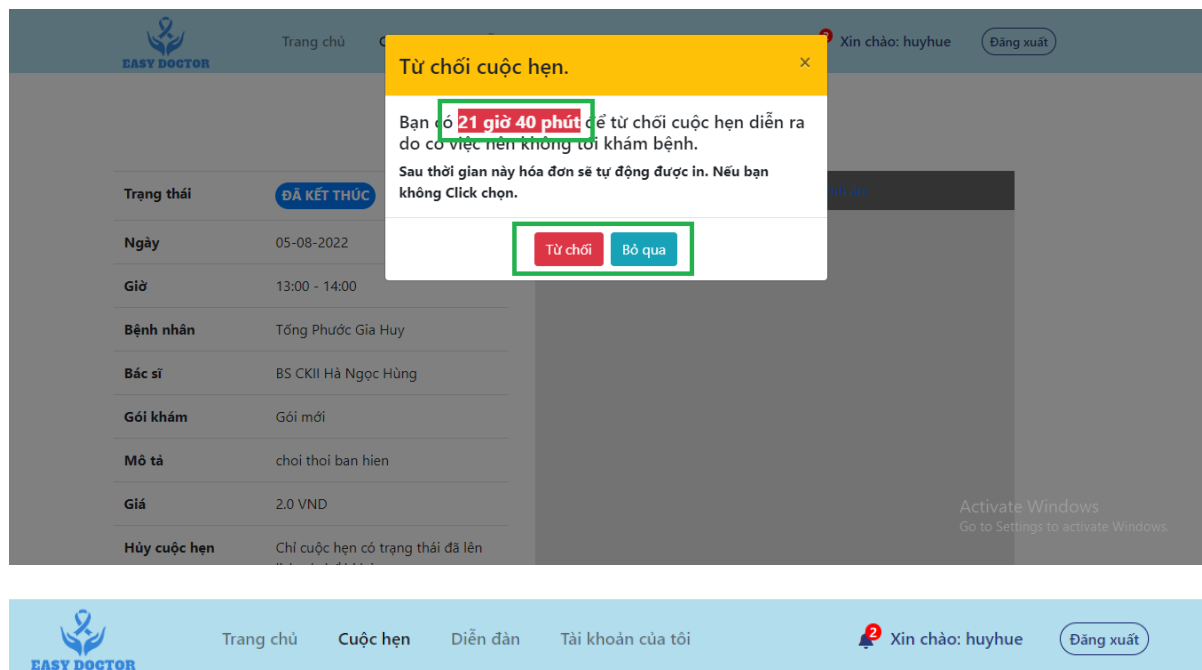 EASY DOCTOR
Trang chủ
Xin chào: huyhue
Đăng xuất
Từ chối cuộc hẹn.
×
Bạn có 21 giờ 40 phút để từ chối cuộc hẹn diễn ra
do có việc nên không tới khám bệnh.
Sau thời gian này hóa đơn sẽ tự động được in. Nếu bạn
không Click chọn.
Từ chối
Bỏ qua
Trạng thái
ĐÃ KẾT THÚC
Ngày
05-08-2022
Giờ
13:00 - 14:00
Bệnh nhân
Tống Phước Gia Huy
Bác sĩ
BS CKII Hà Ngọc Hùng
Gói khám
Gói mới
Mô tả
choi thoi ban hien
Giá
2.0 VND
Hủy cuộc hẹn
Chỉ cuộc hẹn có trạng thái đã lên
Activate Windows
Go to Settings to activate Windows.
EASY DOCTOR
Trang chủ
Cuộc hẹn
Diễn đàn
Tài khoản của tôi
2
Xin chào: huyhue
Đăng xuất